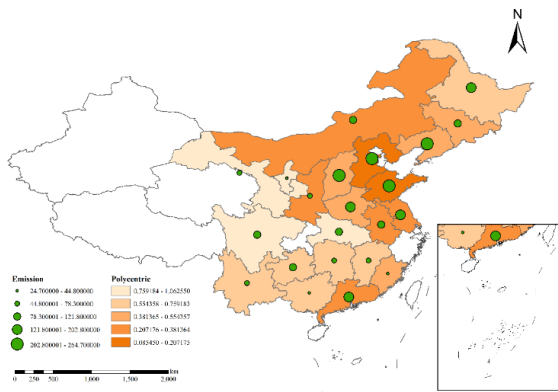 N
Emission
24.700000 - 44.800000
44.800001 - 78.300000
78.300001 - 121.800000
121.800001 - 202.800000
202.800001 - 264.700000
Polycentric
0.759184 - 1.062550
0.554358 - 0.759183
0.381365 - 0.554357
0.207176 - 0.381364
0.085450 - 0.207175
km
0 500 1,000 1,500 2,000